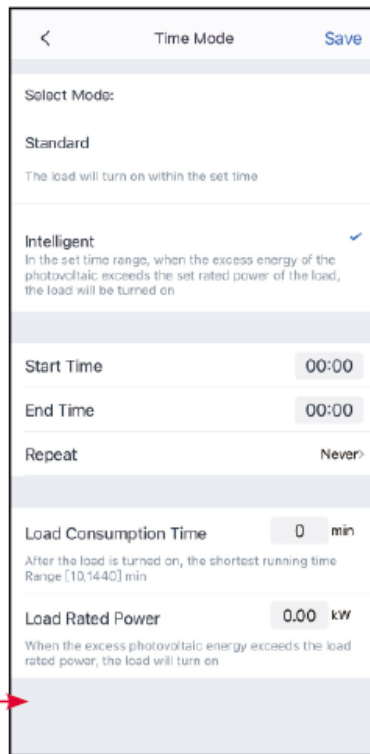 Time Mode Save
Select Mode:
Standard
The load will turn on within the set time
Intelligent
In the set time range, when the excess energy of the
photovoltaic exceeds the set rated power of the load,
the load will be turned on
Start Time 00:00
End Time 00:00
Repeat Never>
Load Consumption Time 0 min
After the load is turned on, the shortest running time
Range [10,1440] min
Load Rated Power 0.00 kW
When the excess photovoltaic energy exceeds the load
rated power, the load will turn on